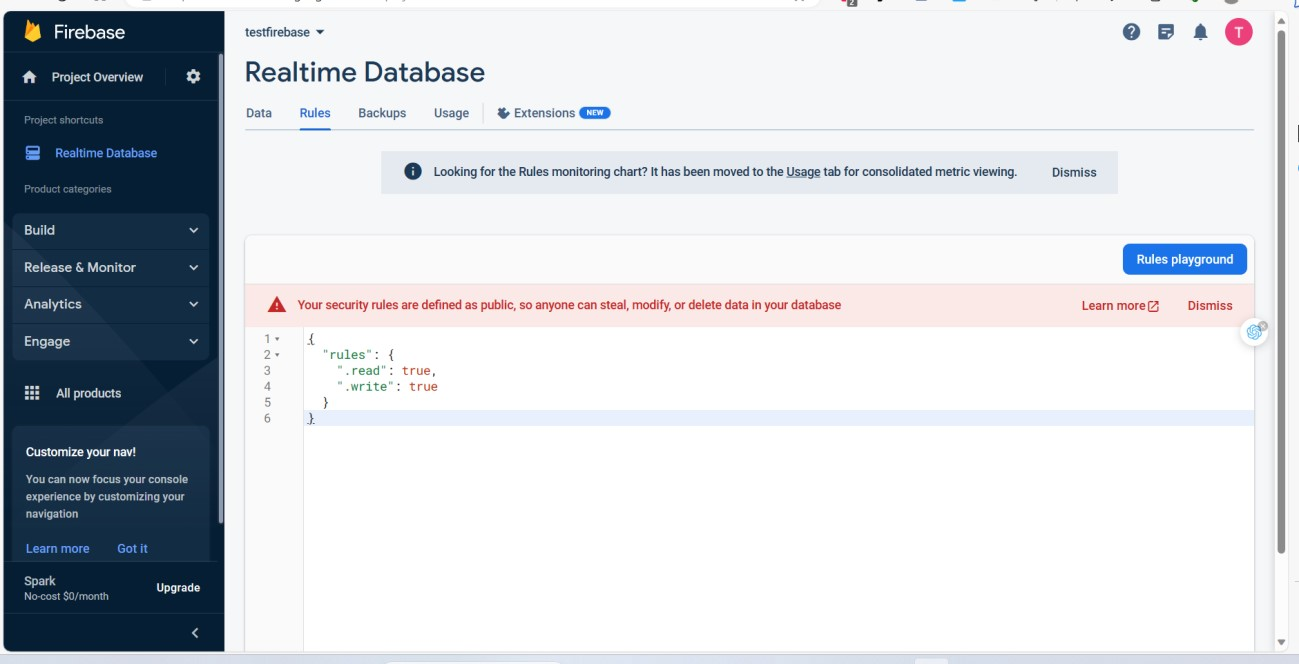 Firebase
Project Overview
Project shortcuts
Realtime Database
Product categories
Build
Release & Monitor
Analytics
Engage
All products
Customize your nav!
You can now focus your console
experience by customizing your
navigation
Learn more Got it
Spark
No-cost $0/month
Upgrade
testfirebase
T
Realtime Database
Data Rules Backups Usage Extensions NEW
Looking for the Rules monitoring chart? It has been moved to the Usage tab for consolidated metric viewing. Dismiss
Rules playground
Your security rules are defined as public, so anyone can steal, modify, or delete data in your database Learn more Dismiss
1 {
2 "rules": {
3 ".read": true,
4 ".write": true
5 }
6 }